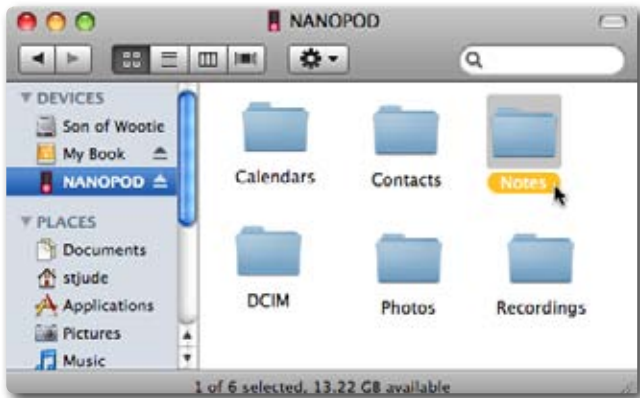 NANOPOD
DEVICES
Son of Wootie
My Book
NANOPOD
PLACES
Documents
stjude
Applications
Pictures
Music
Calendars
Contacts
Notes
DCIM
Photos
Recordings
1 of 6 selected, 13.22 GB available